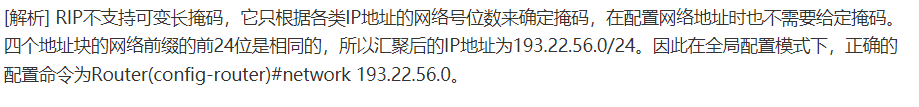 [解析] RIP不支持可变长掩码，它只根据各类IP地址的网络号位数来确定掩码，在配置网络地址时也不需要给定掩码。
四个地址块的网络前缀的前24位是相同的，所以汇聚后的IP地址为193.22.56.0/24。因此在全局配置模式下，正确的
配置命令为Router(config-router)#network 193.22.56.0。